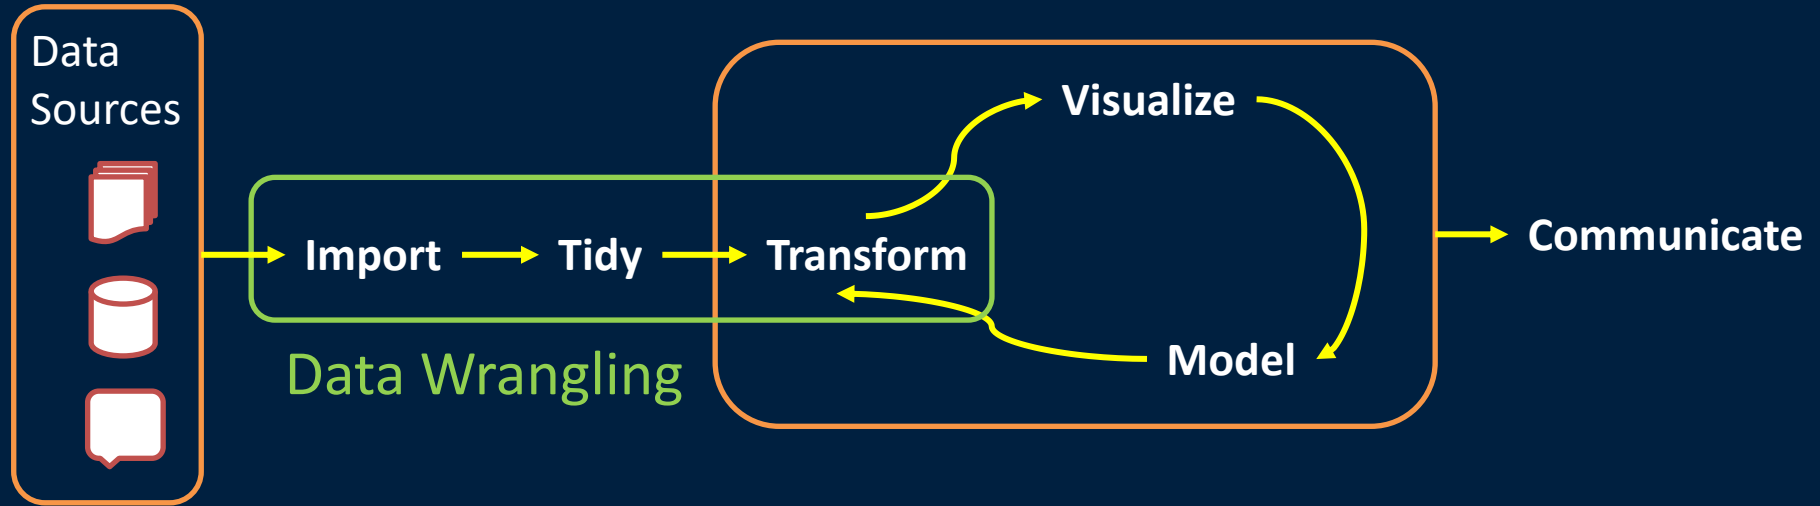 Data
Sources
Import
Tidy
Transform
Visualize
Model
Communicate
Data Wrangling